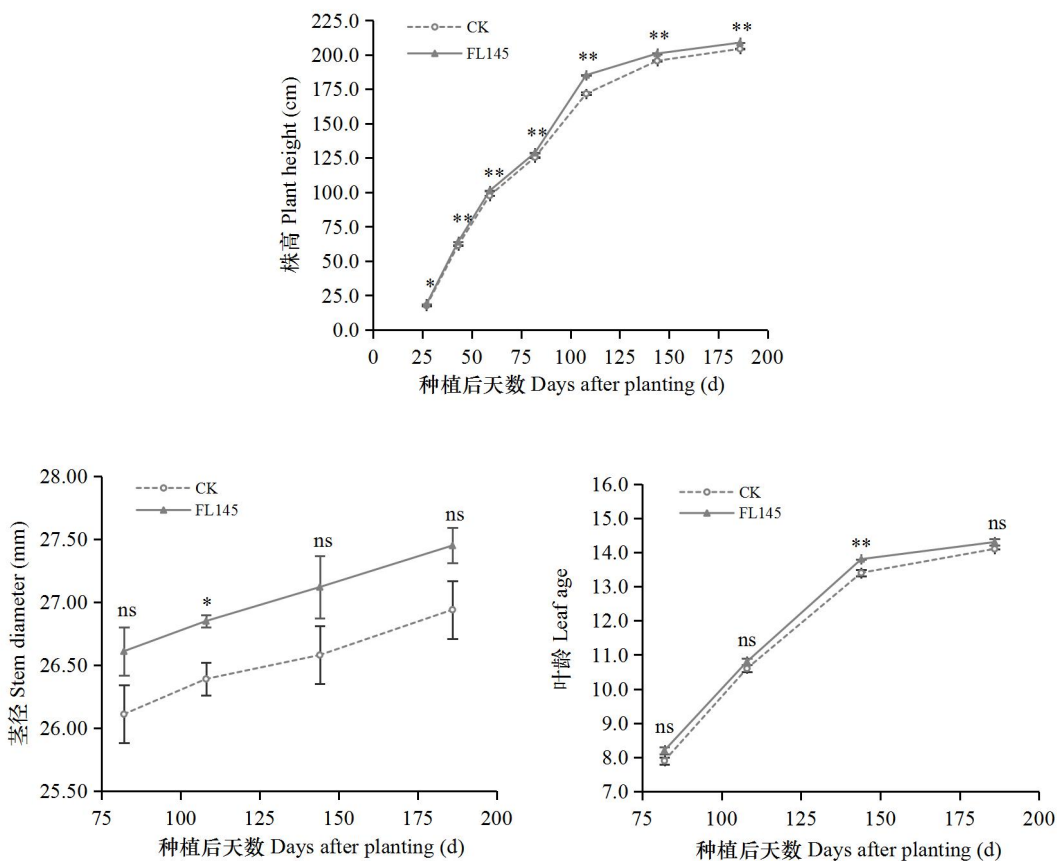 CK
FL145
225.0
200.0
175.0
150.0
125.0
100.0
75.0
50.0
25.0
0.0
株高 Plant height (cm)
*
**
**
**
**
**
**
0 25 50 75 100 125 150 175 200
种植后天数 Days after planting (d)
CK
FL145
28.00
27.50
27.00
26.50
26.00
25.50
茎径 Stem diameter (mm)
ns
*
ns
ns
75 100 125 150 175 200
种植后天数 Days after planting (d)
CK
FL145
16.0
15.0
14.0
13.0
12.0
11.0
10.0
9.0
8.0
7.0
叶龄 Leaf age
ns
ns
**
ns
75 100 125 150 175 200
种植后天数 Days after planting (d)